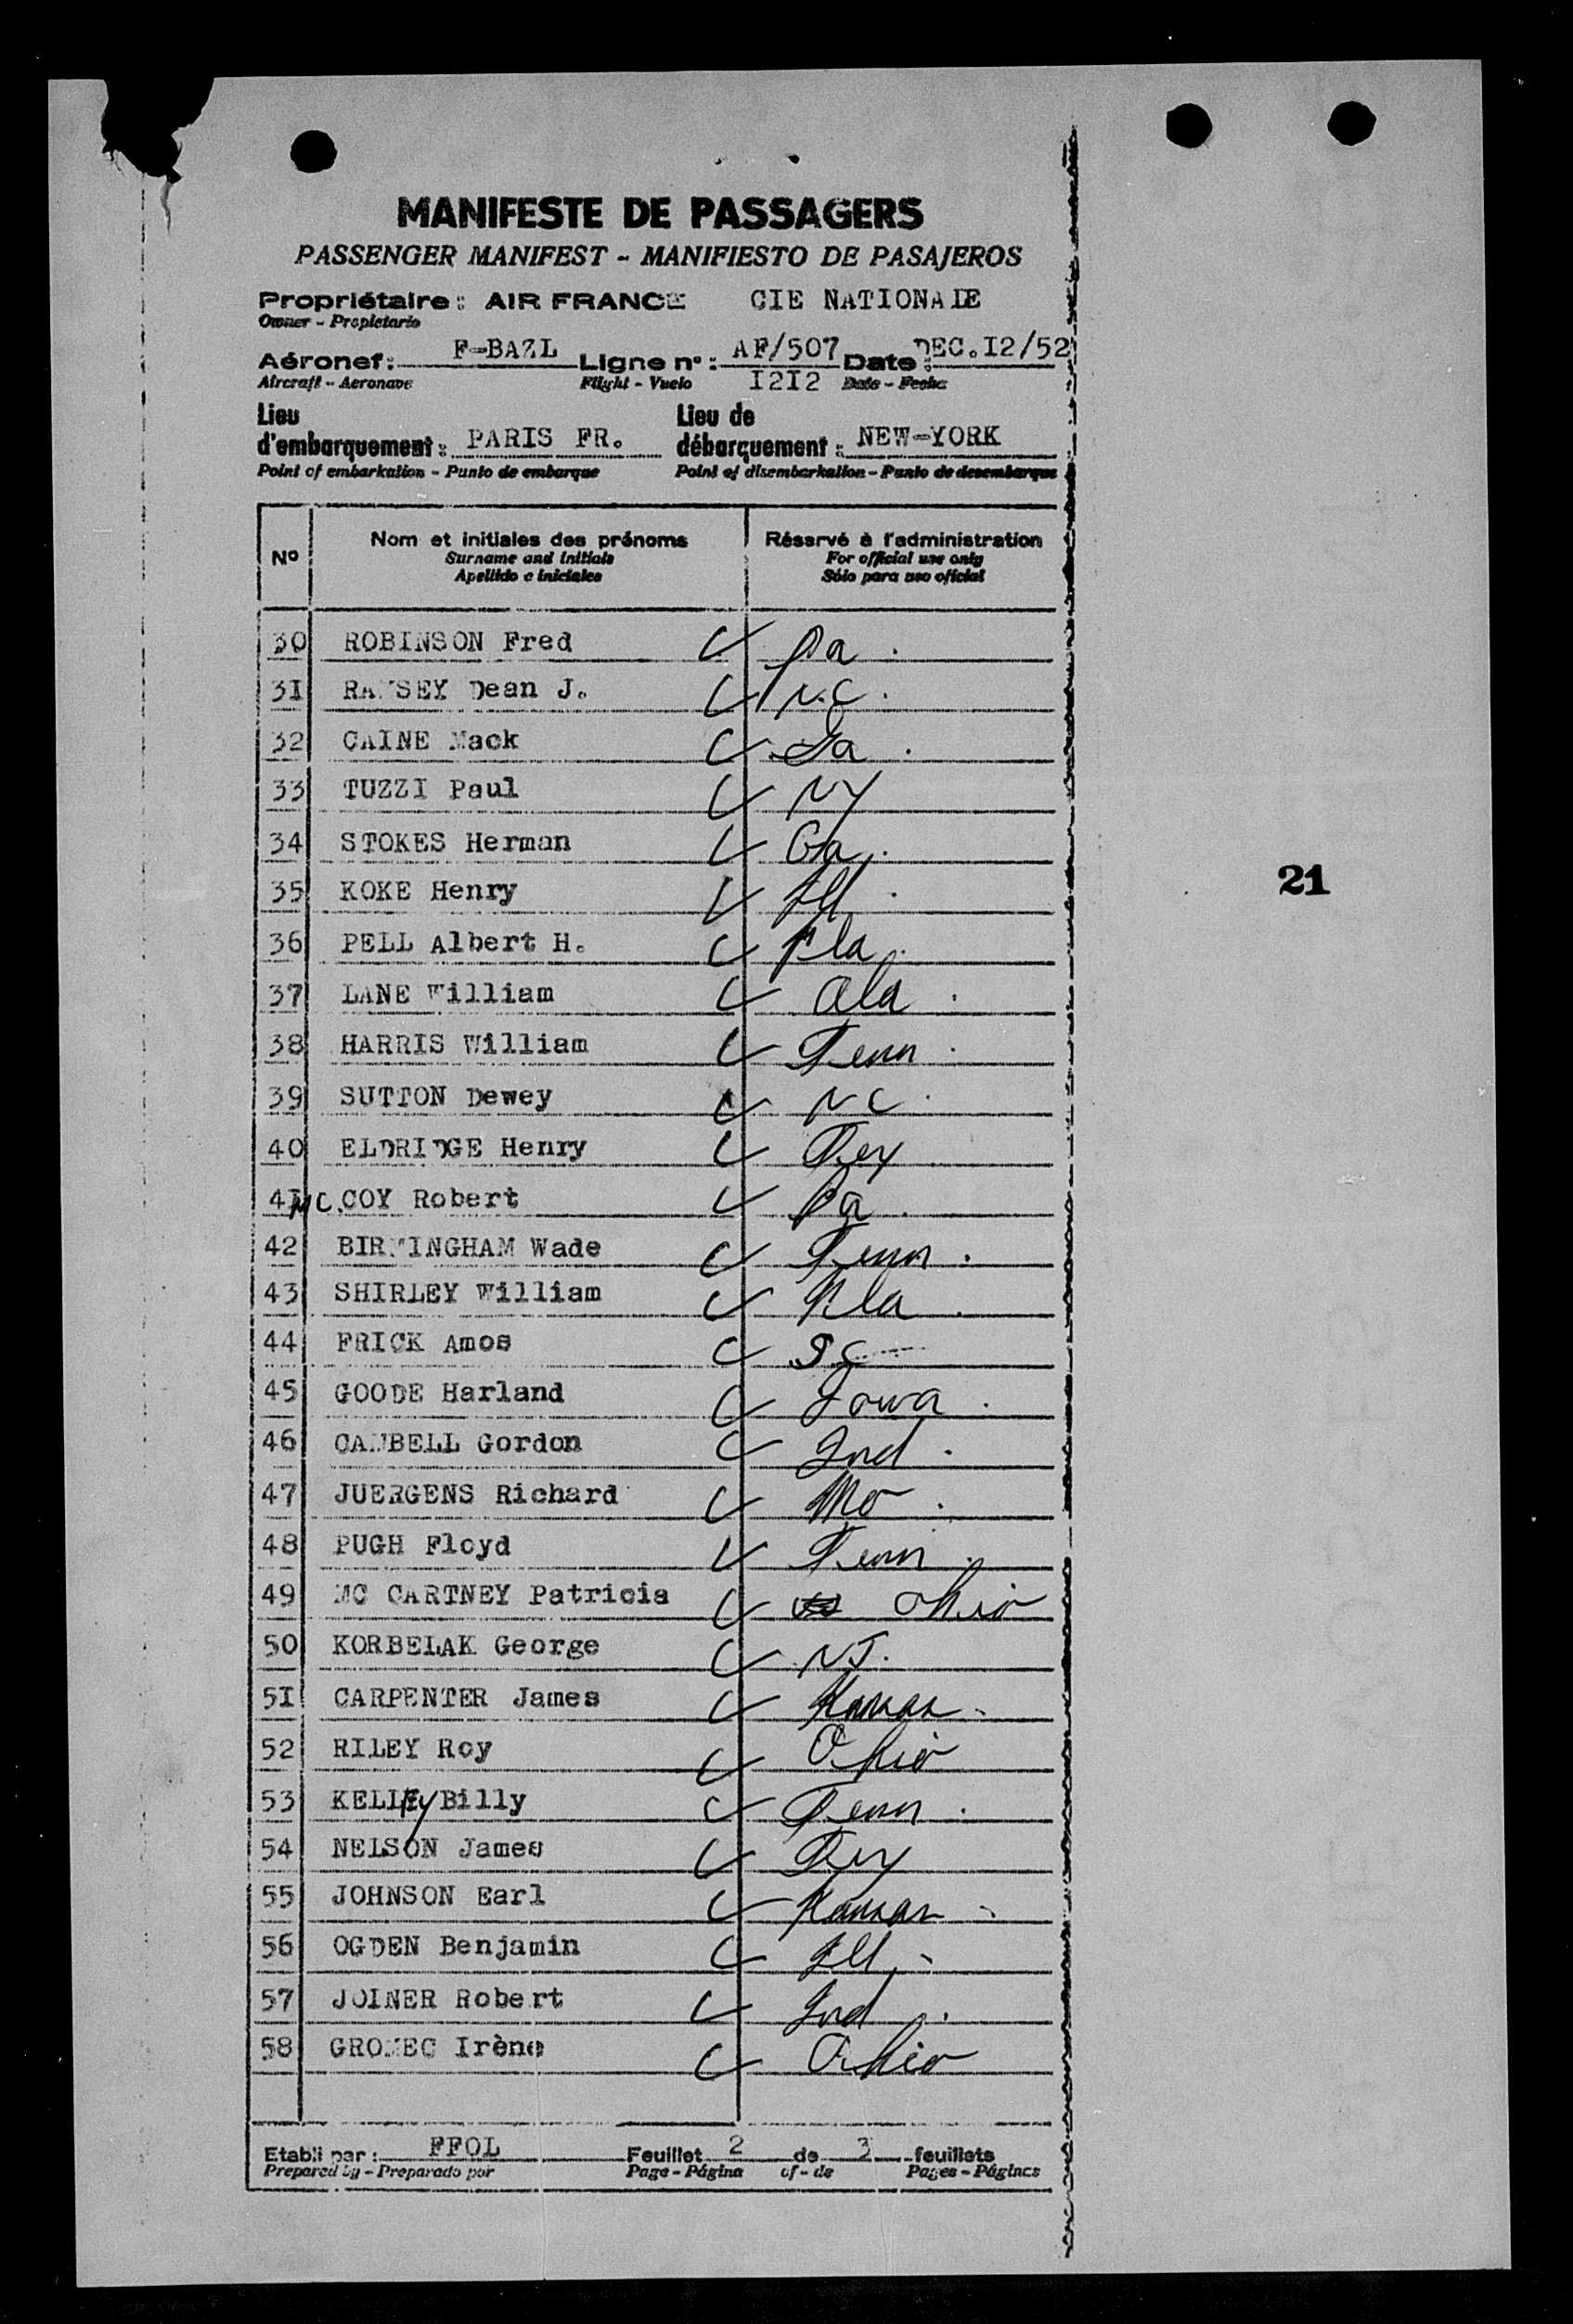 MANIFESTE DE PASSAGERS
PASSENGER MANIFEST - MANIFIESTO DE PASAJEROS
Propriétaire : AIR FRANCE CIE NATIONALE
Owner - Propietario
Aéronef : F-BAZL Ligne n° : AF/507 Date : DEC.I2/52
Aircraft - Aeronave Flight - Vuelo I2I2 Date - Fecha
Lieu Lieu de
d'embarquement : PARIS FR. débarquement : NEW-YORK
Point of embarkation - Punto de embarque Point of disembarkation - Punto de desembarque
N° Nom et initiales des prénoms Réservé à l'administration
Surname and initials For official use only
Apellido e iniciales Sólo para uso oficial
30 ROBINSON Fred Pa.
3I RAMSEY Dean J. N.C.
32 CAINE Mack Ga.
33 TUZZI Paul NY
34 STOKES Herman Ga.
21
35 KOKE Henry Ill.
36 PELL Albert H. Fla.
37 LANE William Ala.
38 HARRIS William Tenn.
39 SUTTON Dewey NC.
40 ELDRIDGE Henry Tex
4I Mc.COY Robert Pa.
42 BIRMINGHAM Wade Tenn.
43 SHIRLEY William Fla.
44 FRICK Amos S.C.
45 GOODE Harland Iowa.
46 CAMBELL Gordon Ind.
47 JUERGENS Richard Mo.
48 PUGH Floyd Tenn.
49 MC CARTNEY Patricia Ohio
50 KORBELAK George N.J.
5I CARPENTER James Kansas
52 RILEY Roy Ohio
53 KELLEY Billy Tenn.
54 NELSON James Tex
55 JOHNSON Earl Kansas
56 OGDEN Benjamin Ill.
57 JOINER Robert Ind.
58 GROMEC Irène Ohio
Etabli par : FFOL Feuillet 2 de 3 feuillets
Prepared by - Preparado por Page - Página of - de Pages - Páginas